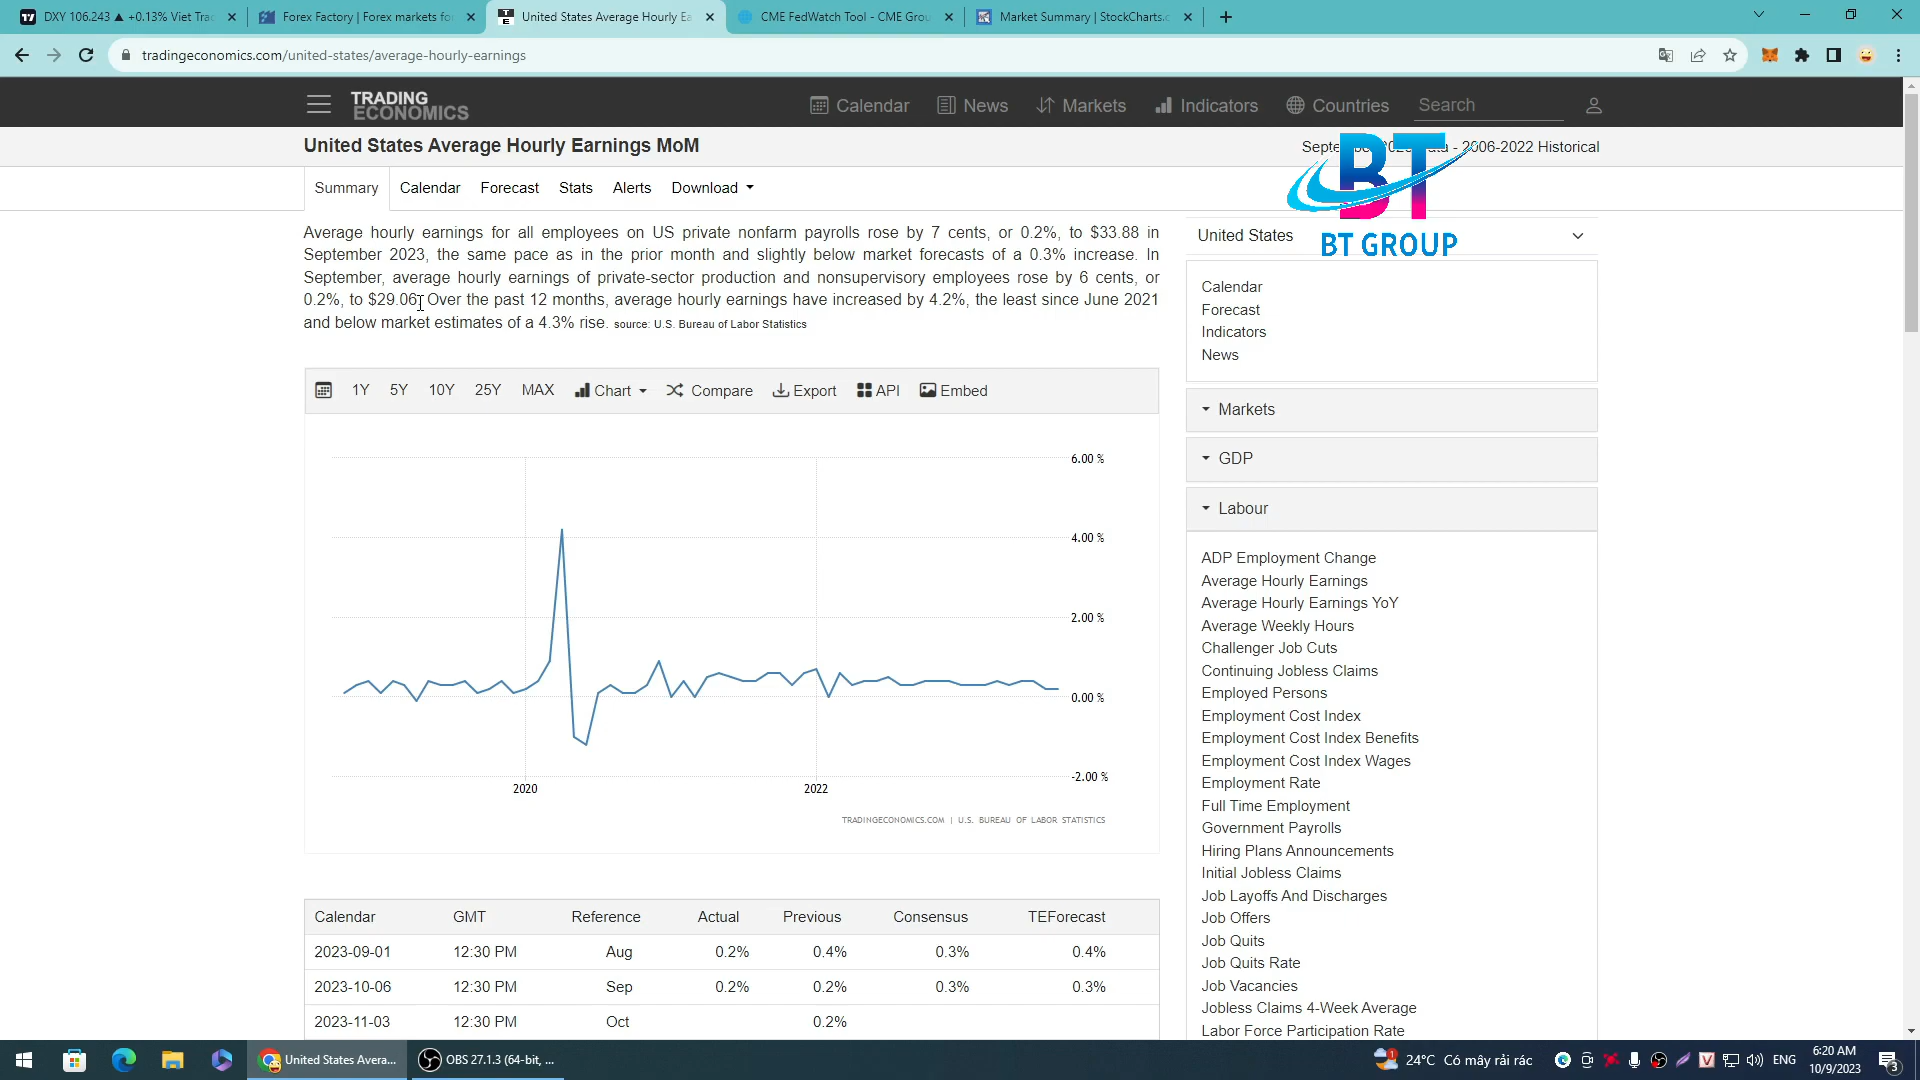 DXY 106.243 ▲ +0.13% Viet Tra
Forex Factory | Forex markets fo
United States Average Hourly Ea
CME FedWatch Tool - CME Grou
Market Summary | StockCharts.c
tradingeconomics.com/united-states/average-hourly-earnings
TRADING
ECONOMICS
Calendar
News
Markets
Indicators
Countries
Search
United States Average Hourly Earnings MoM
2006-2022 Historical
BT
BT GROUP
Summary
Calendar
Forecast
Stats
Alerts
Download
Average hourly earnings for all employees on US private nonfarm payrolls rose by 7 cents, or 0.2%, to $33.88 in
September 2023, the same pace as in the prior month and slightly below market forecasts of a 0.3% increase. In
September, average hourly earnings of private-sector production and nonsupervisory employees rose by 6 cents, or
0.2%, to $29.06. Over the past 12 months, average hourly earnings have increased by 4.2%, the least since June 2021
and below market estimates of a 4.3% rise. source: U.S. Bureau of Labor Statistics
1Y 5Y 10Y 25Y MAX Chart Compare Export API Embed
6.00 %
4.00 %
2.00 %
0.00 %
-2.00 %
2020
2022
TRADINGECONOMICS.COM | U.S. BUREAU OF LABOR STATISTICS
Calendar GMT Reference Actual Previous Consensus TEForecast
2023-09-01 12:30 PM Aug 0.2% 0.4% 0.3% 0.4%
2023-10-06 12:30 PM Sep 0.2% 0.2% 0.3% 0.3%
2023-11-03 12:30 PM Oct 0.2%
United States
Calendar
Forecast
Indicators
News
Markets
GDP
Labour
ADP Employment Change
Average Hourly Earnings
Average Hourly Earnings YoY
Average Weekly Hours
Challenger Job Cuts
Continuing Jobless Claims
Employed Persons
Employment Cost Index
Employment Cost Index Benefits
Employment Cost Index Wages
Employment Rate
Full Time Employment
Government Payrolls
Hiring Plans Announcements
Initial Jobless Claims
Job Layoffs And Discharges
Job Offers
Job Quits
Job Quits Rate
Job Vacancies
Jobless Claims 4-Week Average
Labor Force Participation Rate
United States Avera...
OBS 27.1.3 (64-bit, ...
24°C Có mây rải rác
ENG
6:20 AM
10/9/2023
3